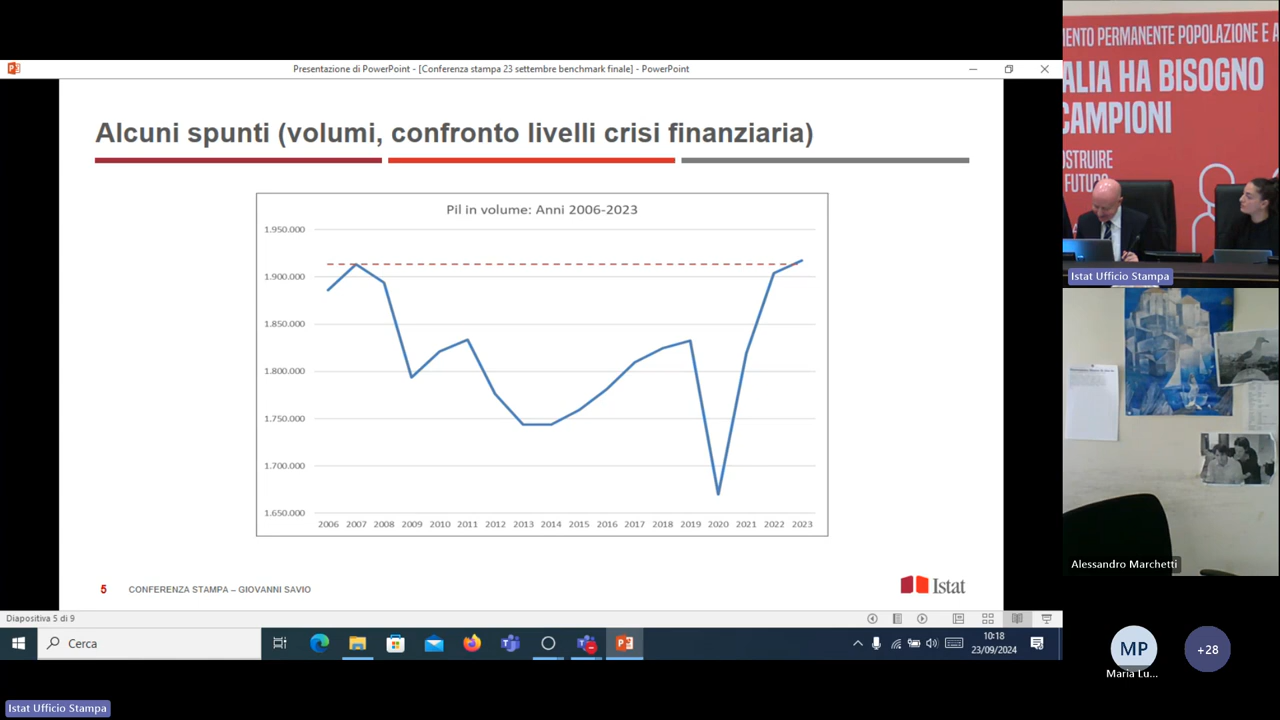 Presentazione di PowerPoint - [Conferenza stampa 23 settembre benchmark finale] - PowerPoint
Alcuni spunti (volumi, confronto livelli crisi finanziaria)
Pil in volume: Anni 2006-2023
1.950.000
1.900.000
1.850.000
1.800.000
1.750.000
1.700.000
1.650.000
2006 2007 2008 2009 2010 2011 2012 2013 2014 2015 2016 2017 2018 2019 2020 2021 2022 2023
5 CONFERENZA STAMPA – GIOVANNI SAVIO
Istat
Diapositiva 5 di 9
Cerca
10:18
23/09/2024
Istat Ufficio Stampa
MENTO PERMANENTE POPOLAZIONE E A
ALIA HA BISOGNO
CAMPIONI
OSTRUIRE
FUTURO
Istat Ufficio Stampa
Alessandro Marchetti
MP
Maria Lu...
+28